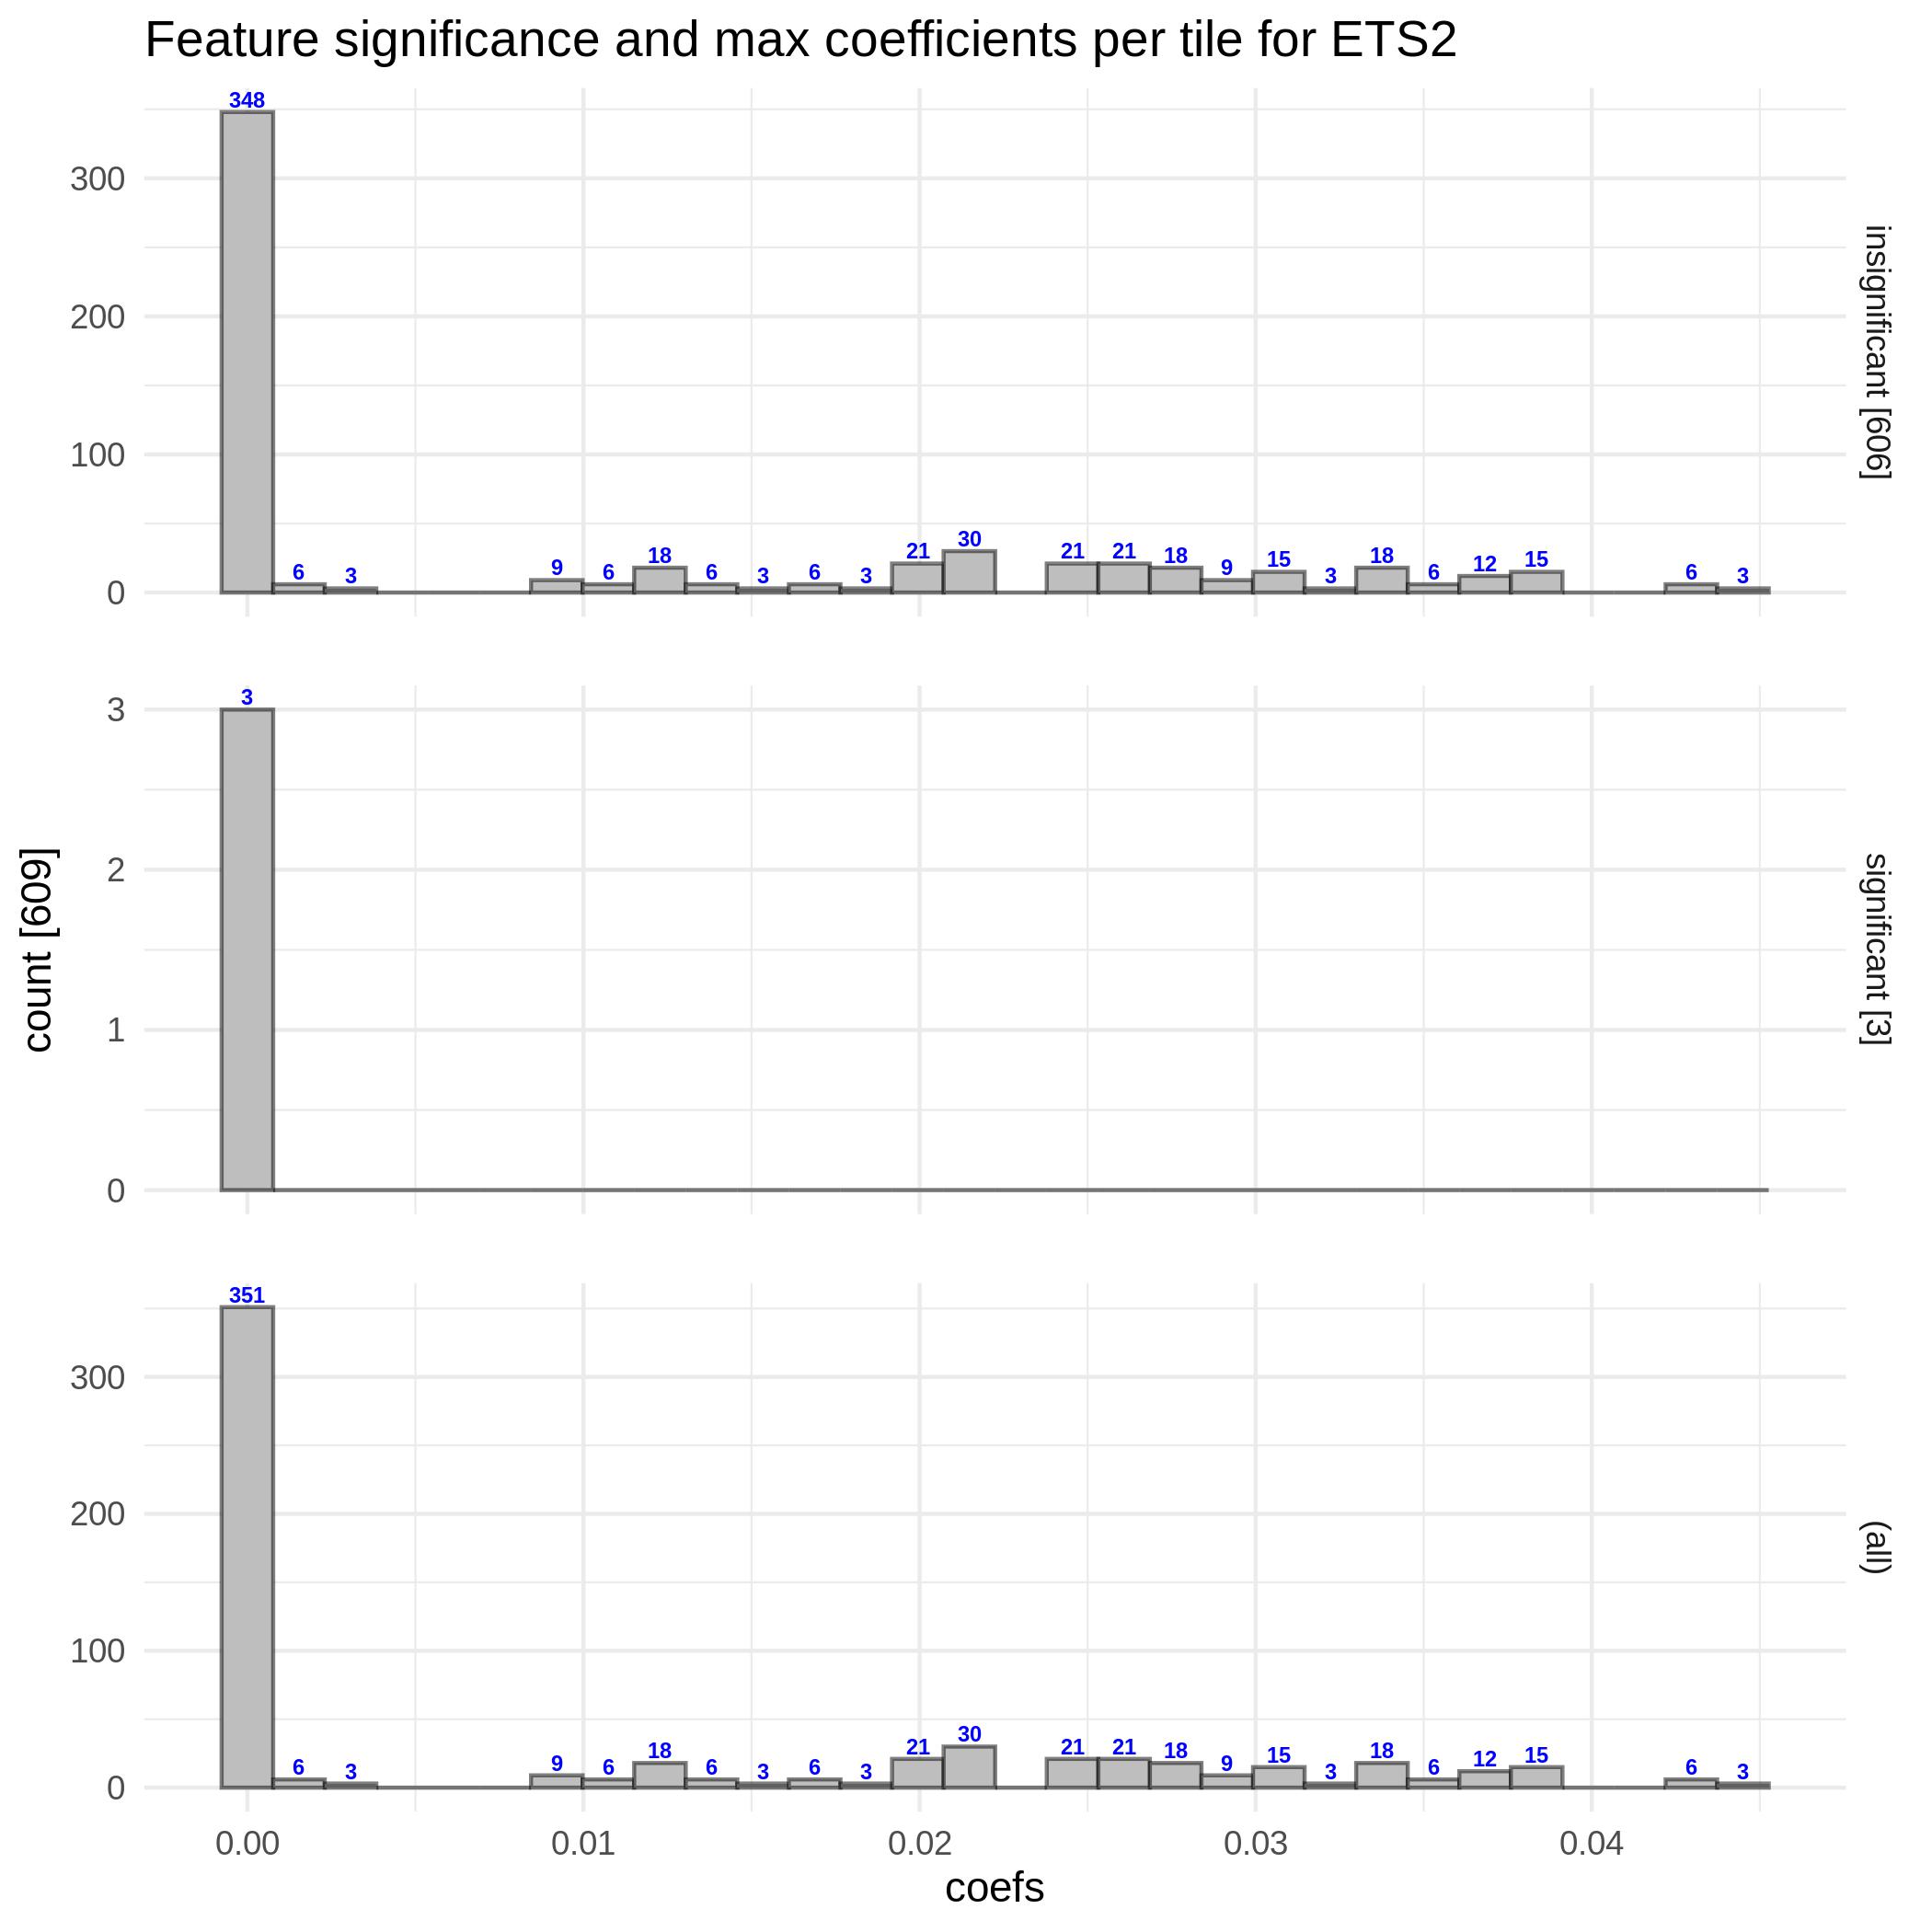 Feature significance and max coefficients per tile for ETS2
348
300
200
100
0
6 3 9 6 18 6 3 6 3 21 30 21 21 18 9 15 3 18 6 12 15 6 3
insignificant [606]
3
3
2
1
0
significant [3]
count [609]
351
300
200
100
0
6 3 9 6 18 6 3 6 3 21 30 21 21 18 9 15 3 18 6 12 15 6 3
(all)
0.00 0.01 0.02 0.03 0.04
coefs